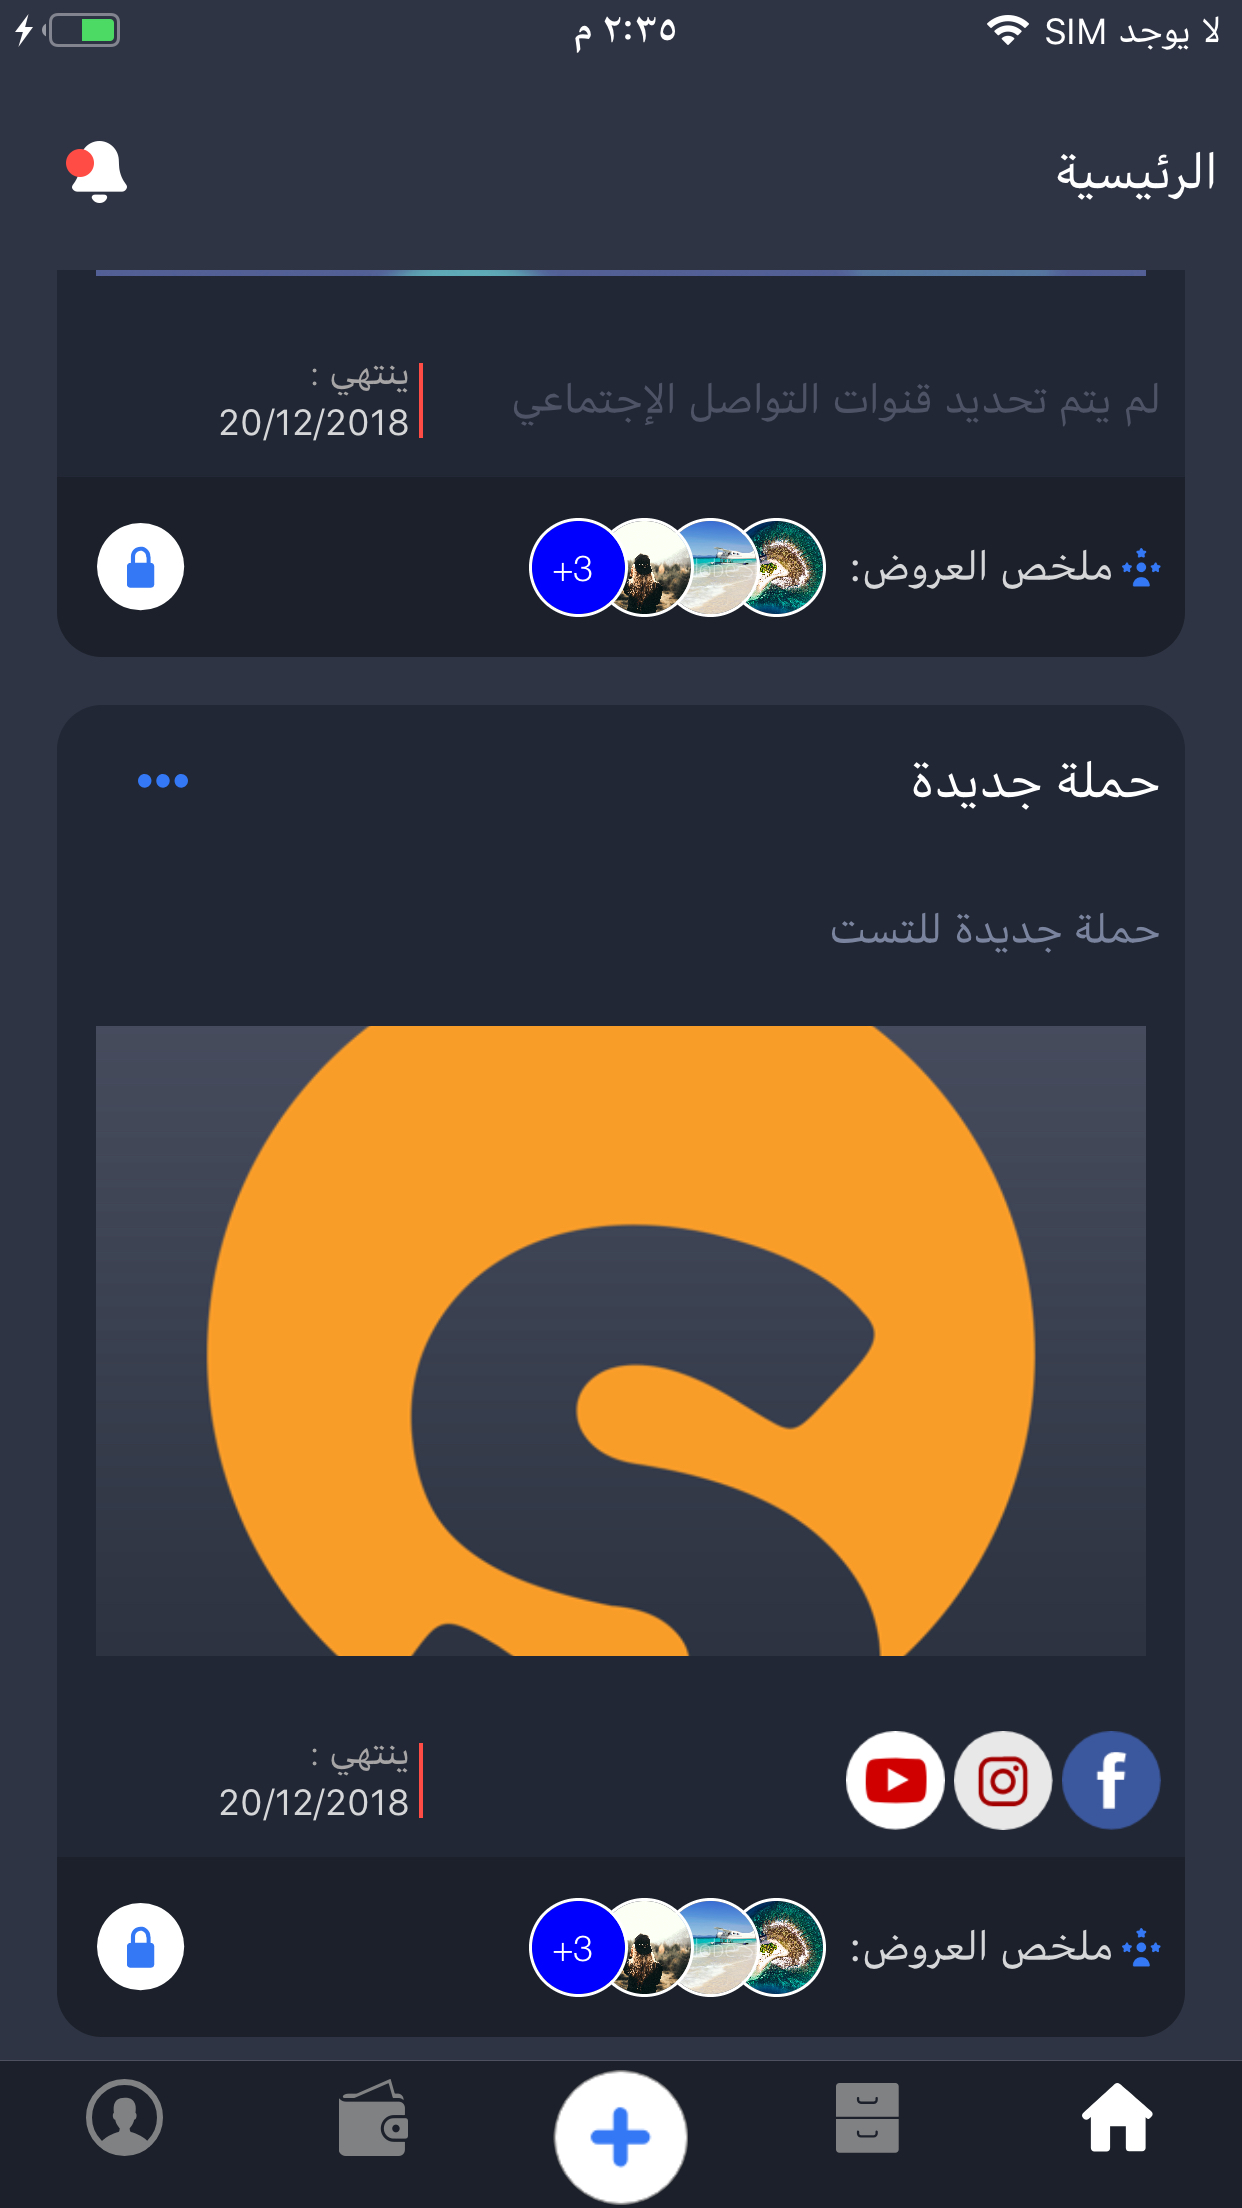 لا يوجد SIM
٢:٣٥ م
الرئيسية
لم يتم تحديد قنوات التواصل الإجتماعي
ينتهي :
20/12/2018
ملخص العروض:
+3
حملة جديدة
حملة جديدة للتست
ينتهي :
20/12/2018
ملخص العروض:
+3